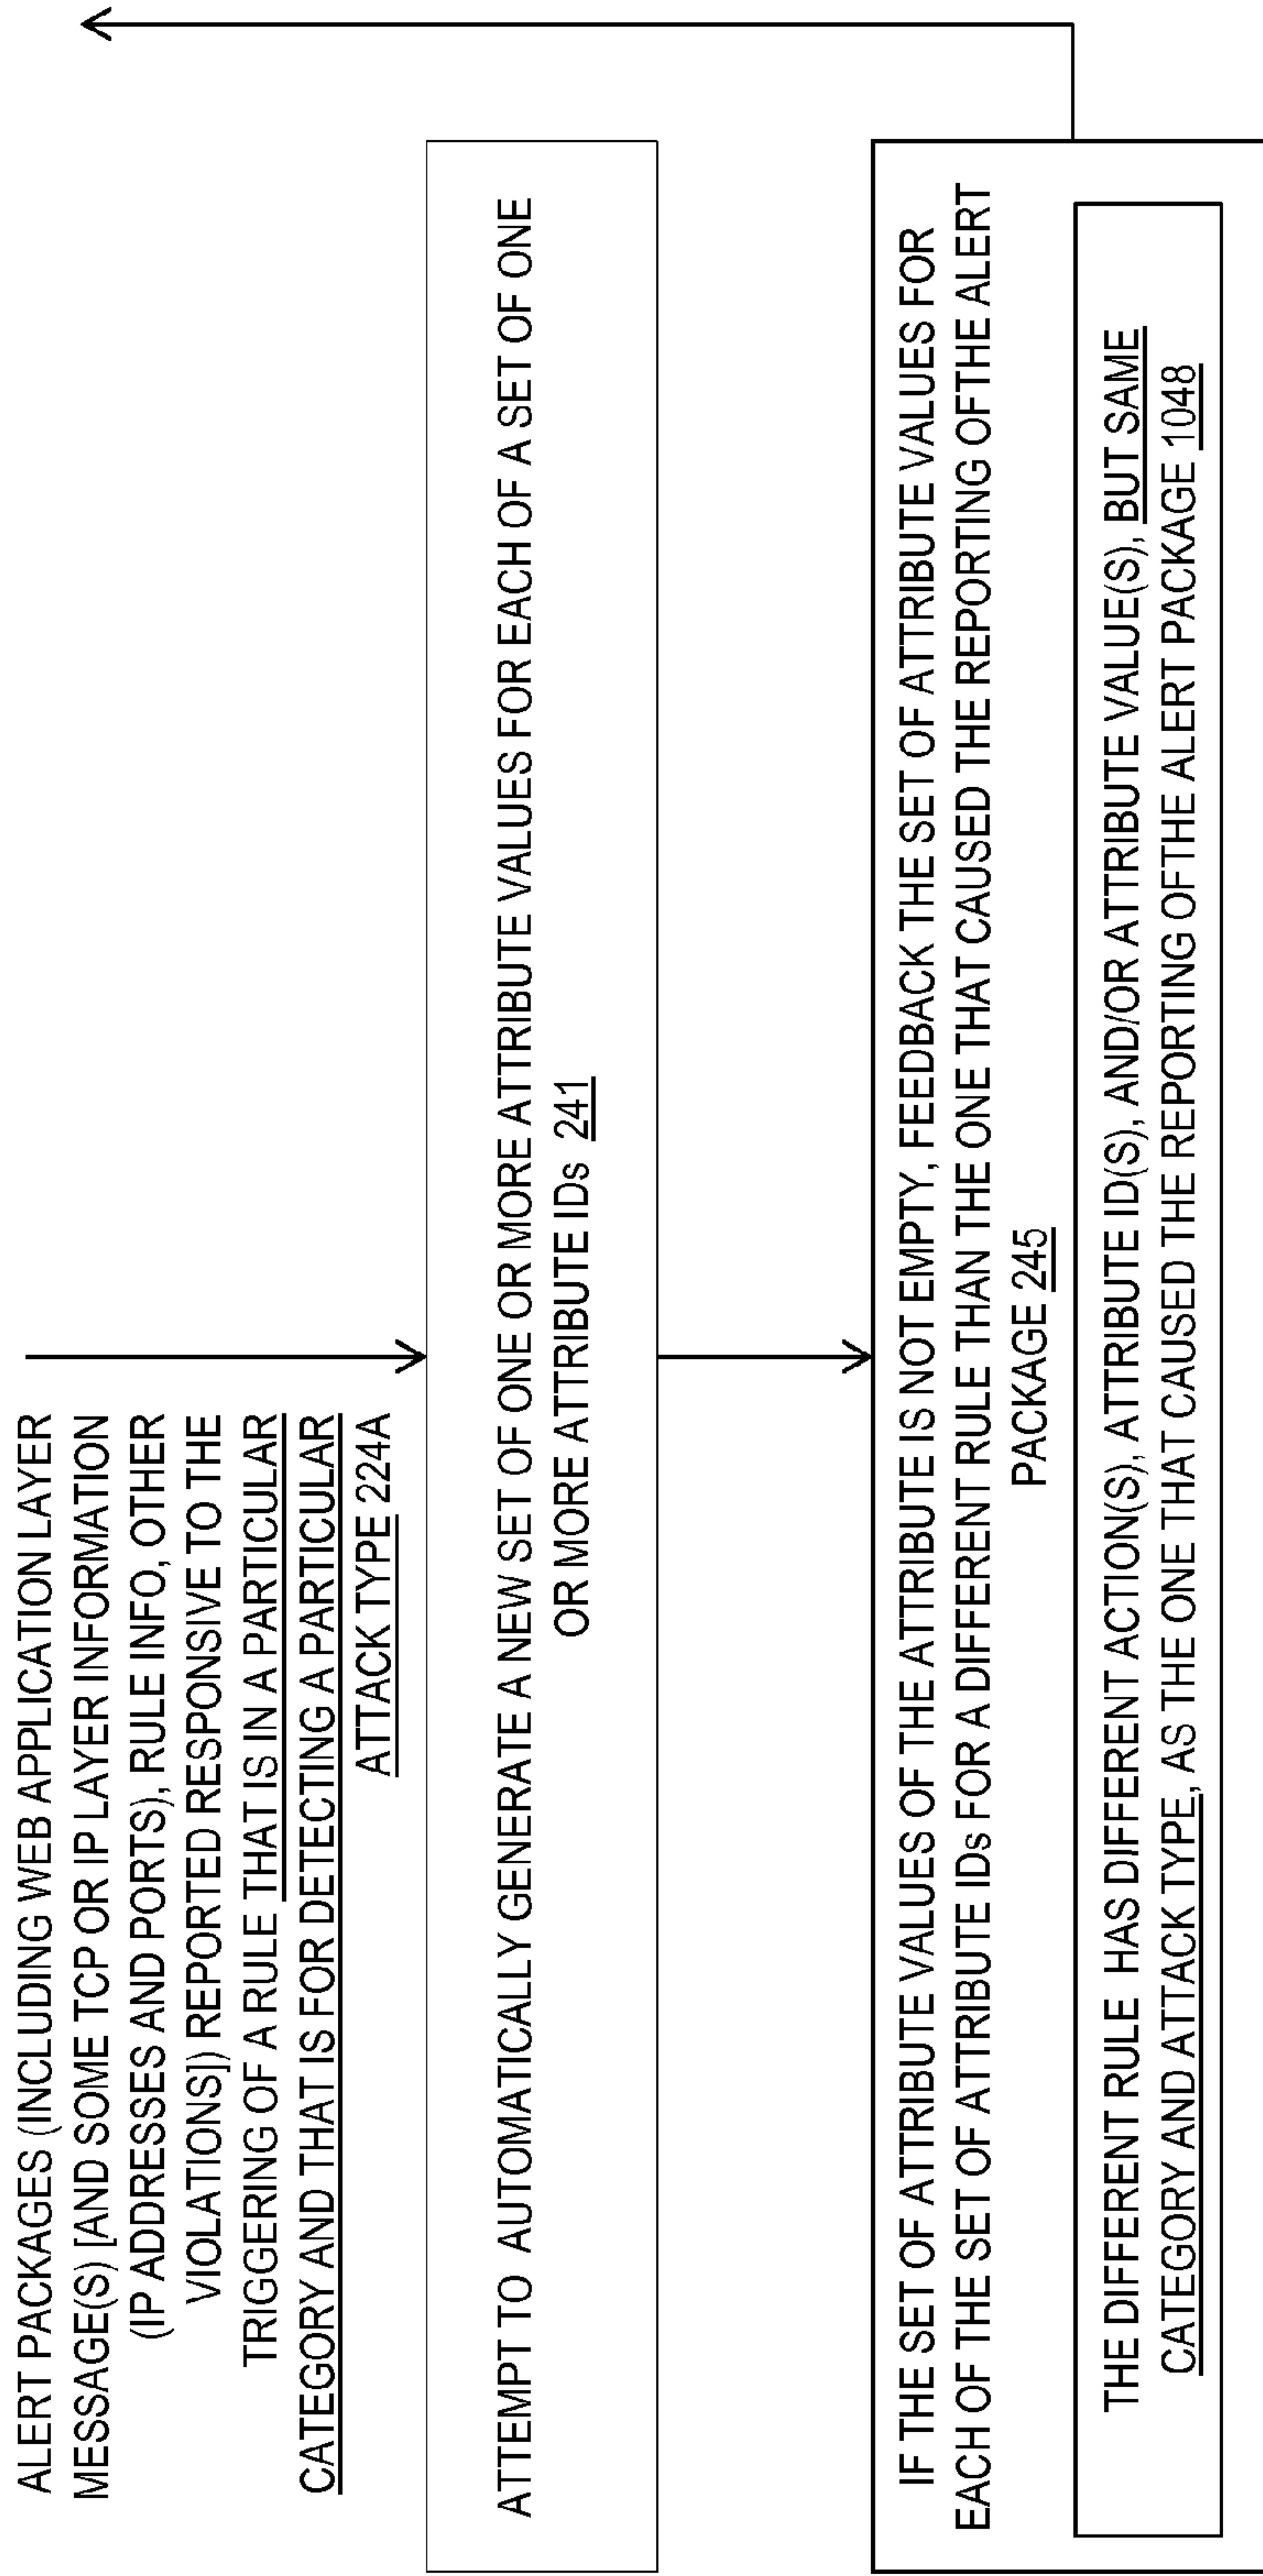 ALERT PACKAGES (INCLUDING WEB APPLICATION LAYER
MESSAGE(S) [AND SOME TCP OR IP LAYER INFORMATION
(IP ADDRESSES AND PORTS), RULE INFO, OTHER
VIOLATIONS]) REPORTED RESPONSIVE TO THE
TRIGGERING OF A RULE THAT IS IN A PARTICULAR
CATEGORY AND THAT IS FOR DETECTING A PARTICULAR
ATTACK TYPE 224A
ATTEMPT TO AUTOMATICALLY GENERATE A NEW SET OF ONE OR MORE ATTRIBUTE VALUES FOR EACH OF A SET OF ONE
OR MORE ATTRIBUTE IDs 241
IF THE SET OF ATTRIBUTE VALUES OF THE ATTRIBUTE IS NOT EMPTY, FEEDBACK THE SET OF ATTRIBUTE VALUES FOR
EACH OF THE SET OF ATTRIBUTE IDs FOR A DIFFERENT RULE THAN THE ONE THAT CAUSED THE REPORTING OFTHE ALERT
PACKAGE 245
THE DIFFERENT RULE HAS DIFFERENT ACTION(S), ATTRIBUTE ID(S), AND/OR ATTRIBUTE VALUE(S), BUT SAME
CATEGORY AND ATTACK TYPE, AS THE ONE THAT CAUSED THE REPORTING OFTHE ALERT PACKAGE 1048